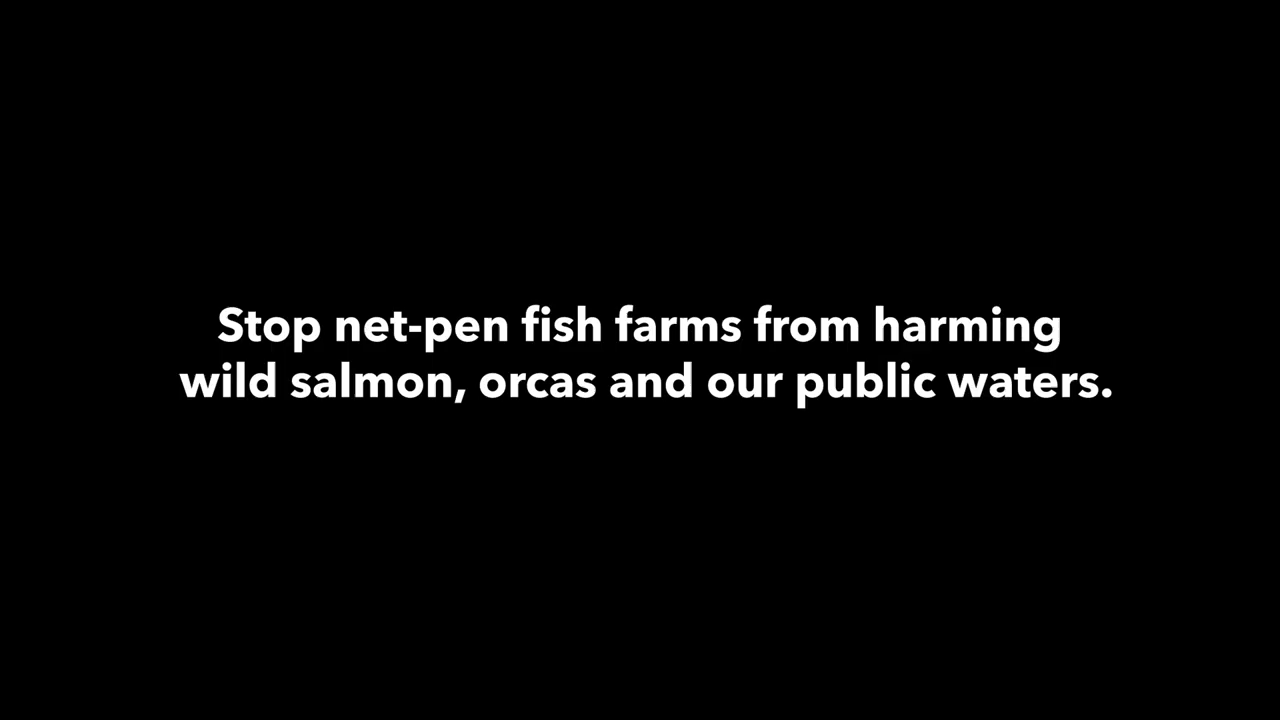 Stop net-pen fish farms from harming
wild salmon, orcas and our public waters.